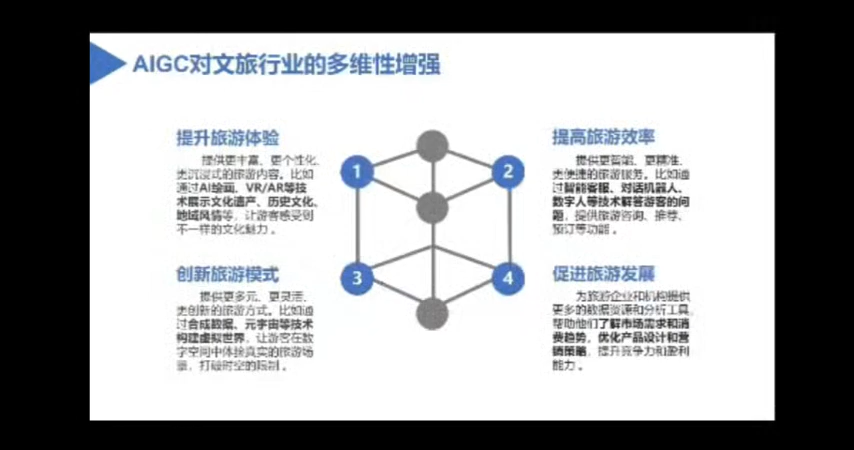 AIGC对文旅行业的多维性增强
提升旅游体验
提供更丰富、更个性化、
更沉浸式的旅游内容。比如
通过AI绘画、VR/AR等技
术展示文化遗产、历史文化、
地域风情等，让游客感受到
不一样的文化魅力。
1
2
3
4
提高旅游效率
提供更智能、更精准、
更便捷的旅游服务。比如通
过智能客服、对话机器人、
数字人等技术解答游客的问
题，提供旅游咨询、推荐、
预订等功能。
创新旅游模式
提供更多元、更灵活、
更创新的旅游方式。比如通
过合成数据、元宇宙等技术
构建虚拟世界，让游客在数
字空间中体验真实的旅游场
景，打破时空的限制。
促进旅游发展
为旅游企业和机构提供
更多的数据资源和分析工具，
帮助他们了解市场需求和消
费趋势，优化产品设计和营
销策略，提升竞争力和盈利
能力。